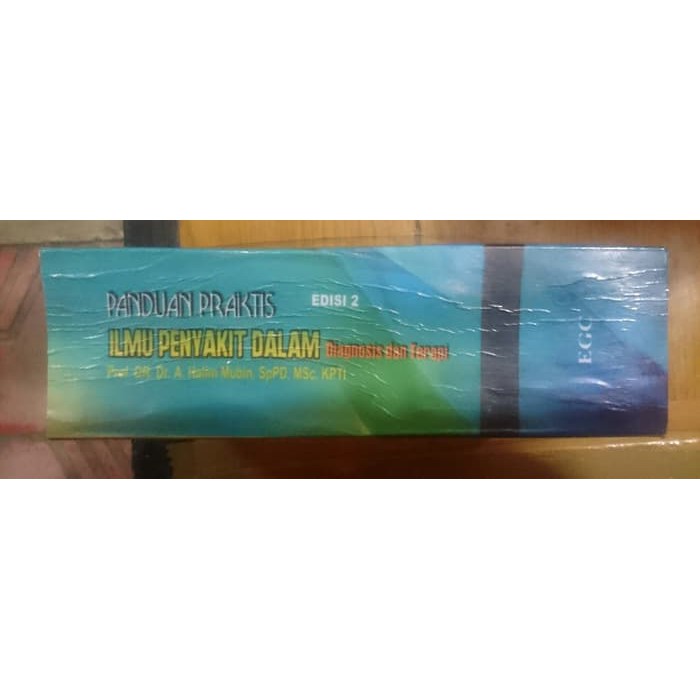 PANDUAN PRAKTIS
EDISI 2
ILMU PENYAKIT DALAM Diagnosis dan Terapi
Prof. DR. Dr. A. Halim Mubin, SpPD, MSc, KPTI
EGC